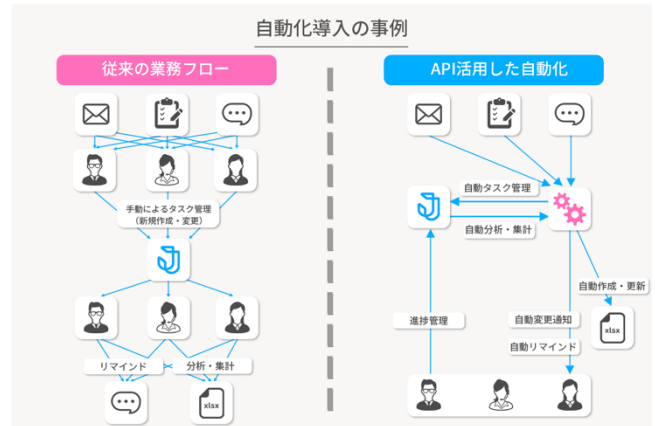 自動化導入の事例
従来の業務フロー
手動によるタスク管理
（新規作成・変更）
リマインド
分析・集計
xlsx
API活用した自動化
自動タスク管理
自動分析・集計
自動作成・更新
進捗管理
自動変更通知
自動リマインド
xlsx